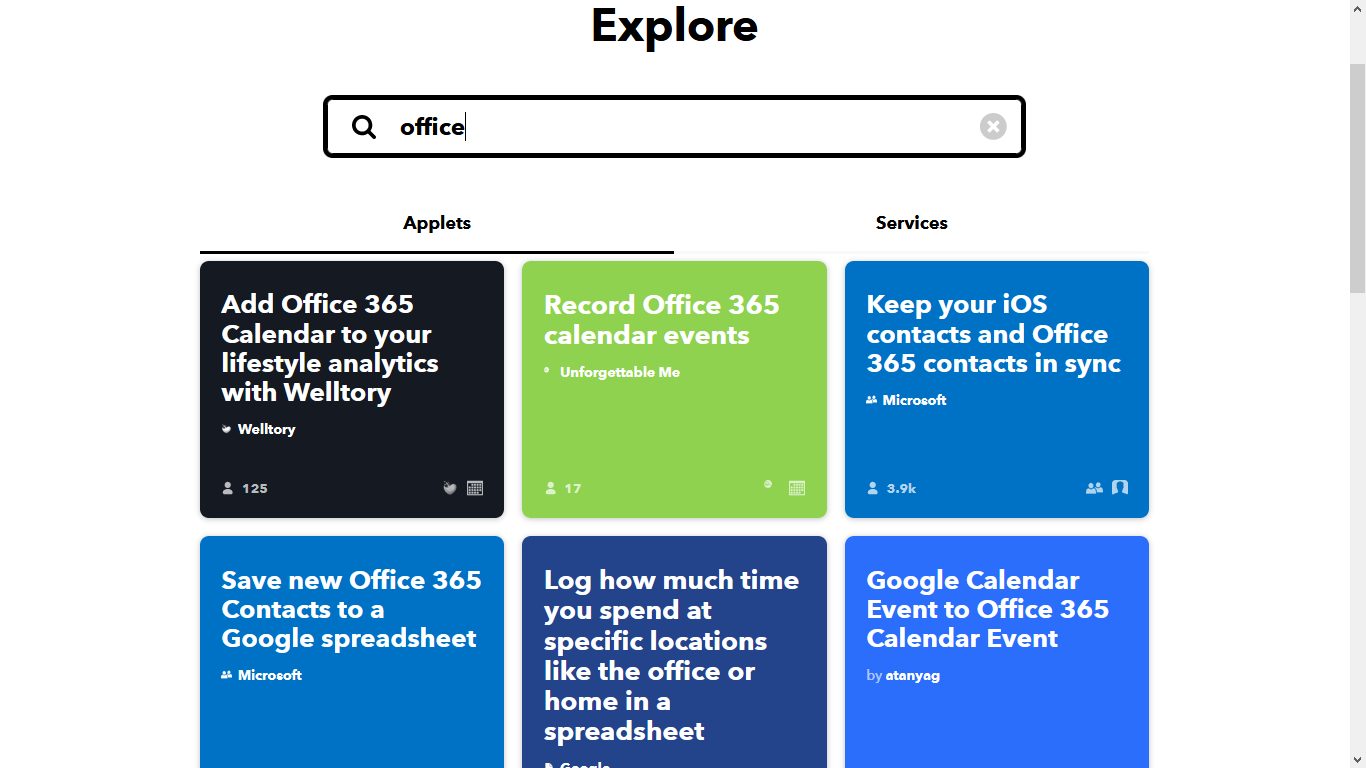 Explore
office
Applets
Services
Add Office 365
Calendar to your
lifestyle analytics
with Welltory
Welltory
125
Record Office 365
calendar events
Unforgettable Me
17
Keep your iOS
contacts and Office
365 contacts in sync
Microsoft
3.9k
Save new Office 365
Contacts to a
Google spreadsheet
Microsoft
Log how much time
you spend at
specific locations
like the office or
home in a
spreadsheet
Google
Google Calendar
Event to Office 365
Calendar Event
by atanyag